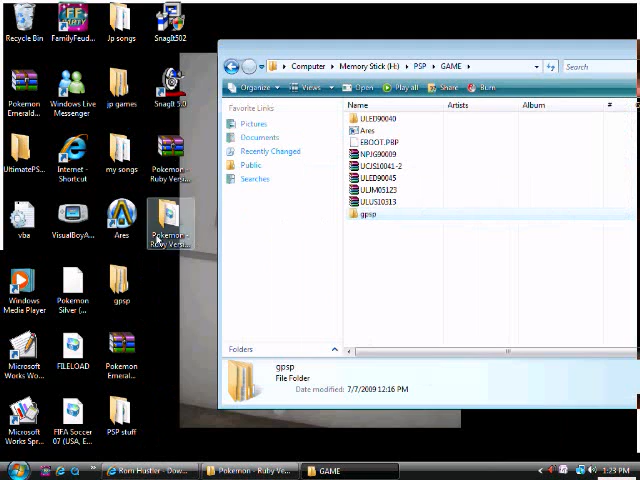 Recycle Bin
FamilyFeud...
Jp songs
SnagIt502
Pokemon Emerald...
Windows Live Messenger
jp games
SnagIt 5.0
UltimatePS...
Internet - Shortcut
my songs
Pokemon - Ruby Versi...
vba
VisualBoyA...
Ares
Pokemon - Ruby Versi...
Windows Media Player
Pokemon Silver (...
gpsp
Microsoft Works Wo...
FILELOAD
Pokemon Emerald...
Microsoft Works Spr...
FIFA Soccer 07 (USA, E...
PSP stuff
Computer
Memory Stick (H:)
PSP
GAME
Search
Organize
Views
Open
Play all
Share
Burn
Favorite Links
Pictures
Documents
Recently Changed
Public
Searches
Folders
Name
Artists
Album
#
ULED90040
Ares
EBOOT.PBP
NPJG90009
UCJS10041-2
ULED90045
ULJM05123
ULUS10313
gpsp
gpsp
File Folder
Date modified: 7/7/2009 12:16 PM
Rom Hustler - Dow...
Pokemon - Ruby Ve...
GAME
1:23 PM